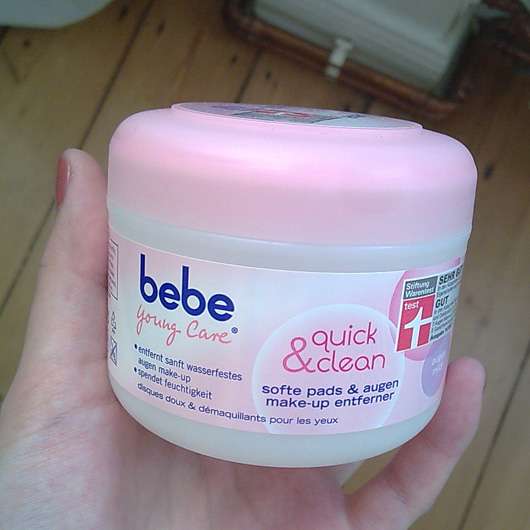 bebe
young care®
• entfernt sanft wasserfestes
augen make-up
• spendet feuchtigkeit
disques doux & démaquillants pour les yeux
quick
& clean
softe pads & augen
make-up entferner
Stiftung
Warentest
test
SEHR GUT
GUT